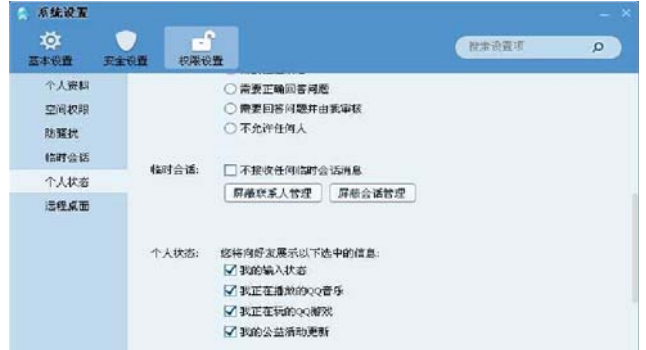 系统设置
基本设置 安全设置 权限设置
搜索设置项
个人资料
空间权限
防骚扰
临时会话
个人状态
远程桌面
需要正确回答问题
需要回答问题并由我审核
不允许任何人
临时会话: 不接收任何临时会话消息
屏蔽联系人管理 屏蔽会话管理
个人状态: 您将向好友展示以下选中的信息:
我的输入状态
我正在播放的QQ音乐
我正在玩的QQ游戏
我的公益活动更新